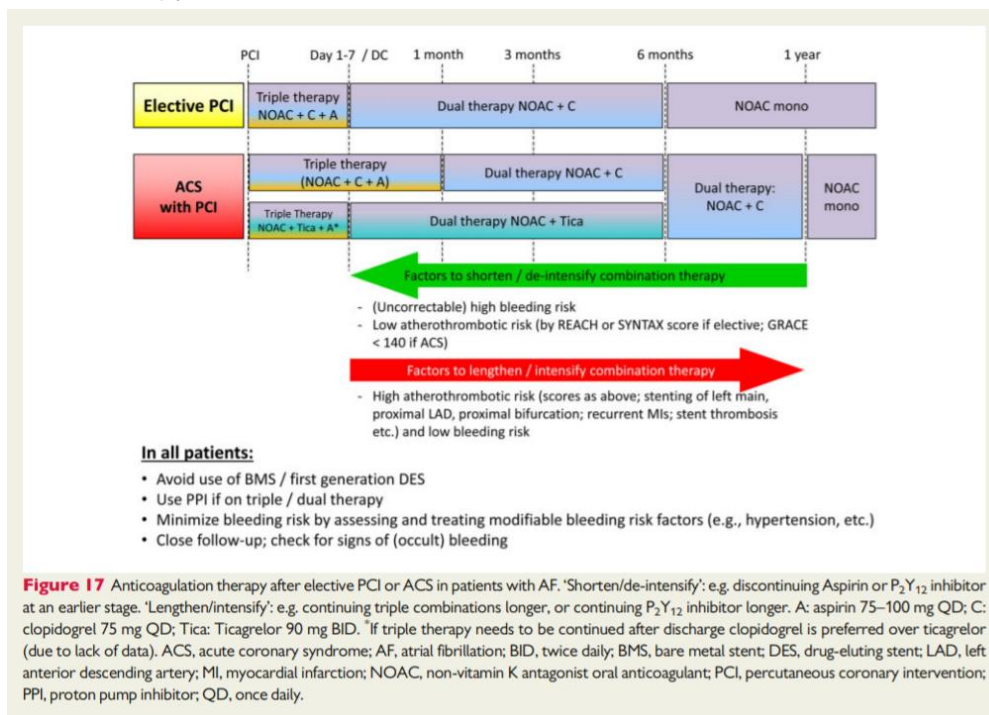 PCI Day 1-7 / DC 1 month 3 months 6 months 1 year
Elective PCI
Triple therapy
NOAC + C + A
Dual therapy NOAC + C
NOAC mono
ACS
with PCI
Triple therapy
(NOAC + C + A)
Dual therapy NOAC + C
Triple Therapy
NOAC + Tica + A*
Dual therapy NOAC + Tica
Dual therapy:
NOAC + C
NOAC
mono
Factors to shorten / de-intensify combination therapy
- (Uncorrectable) high bleeding risk
- Low atherothrombotic risk (by REACH or SYNTAX score if elective; GRACE
< 140 if ACS)
Factors to lengthen / intensify combination therapy
- High atherothrombotic risk (scores as above; stenting of left main,
proximal LAD, proximal bifurcation; recurrent MIs; stent thrombosis
etc.) and low bleeding risk
In all patients:
• Avoid use of BMS / first generation DES
• Use PPI if on triple / dual therapy
• Minimize bleeding risk by assessing and treating modifiable bleeding risk factors (e.g., hypertension, etc.)
• Close follow-up; check for signs of (occult) bleeding
Figure 17 Anticoagulation therapy after elective PCI or ACS in patients with AF. ‘Shorten/de-intensify’: e.g. discontinuing Aspirin or P₂Y₁₂ inhibitor
at an earlier stage. ‘Lengthen/intensify’: e.g. continuing triple combinations longer, or continuing P₂Y₁₂ inhibitor longer. A: aspirin 75–100 mg QD; C:
clopidogrel 75 mg QD; Tica: Ticagrelor 90 mg BID. *If triple therapy needs to be continued after discharge clopidogrel is preferred over ticagrelor
(due to lack of data). ACS, acute coronary syndrome; AF, atrial fibrillation; BID, twice daily; BMS, bare metal stent; DES, drug-eluting stent; LAD, left
anterior descending artery; MI, myocardial infarction; NOAC, non-vitamin K antagonist oral anticoagulant; PCI, percutaneous coronary intervention;
PPI, proton pump inhibitor; QD, once daily.